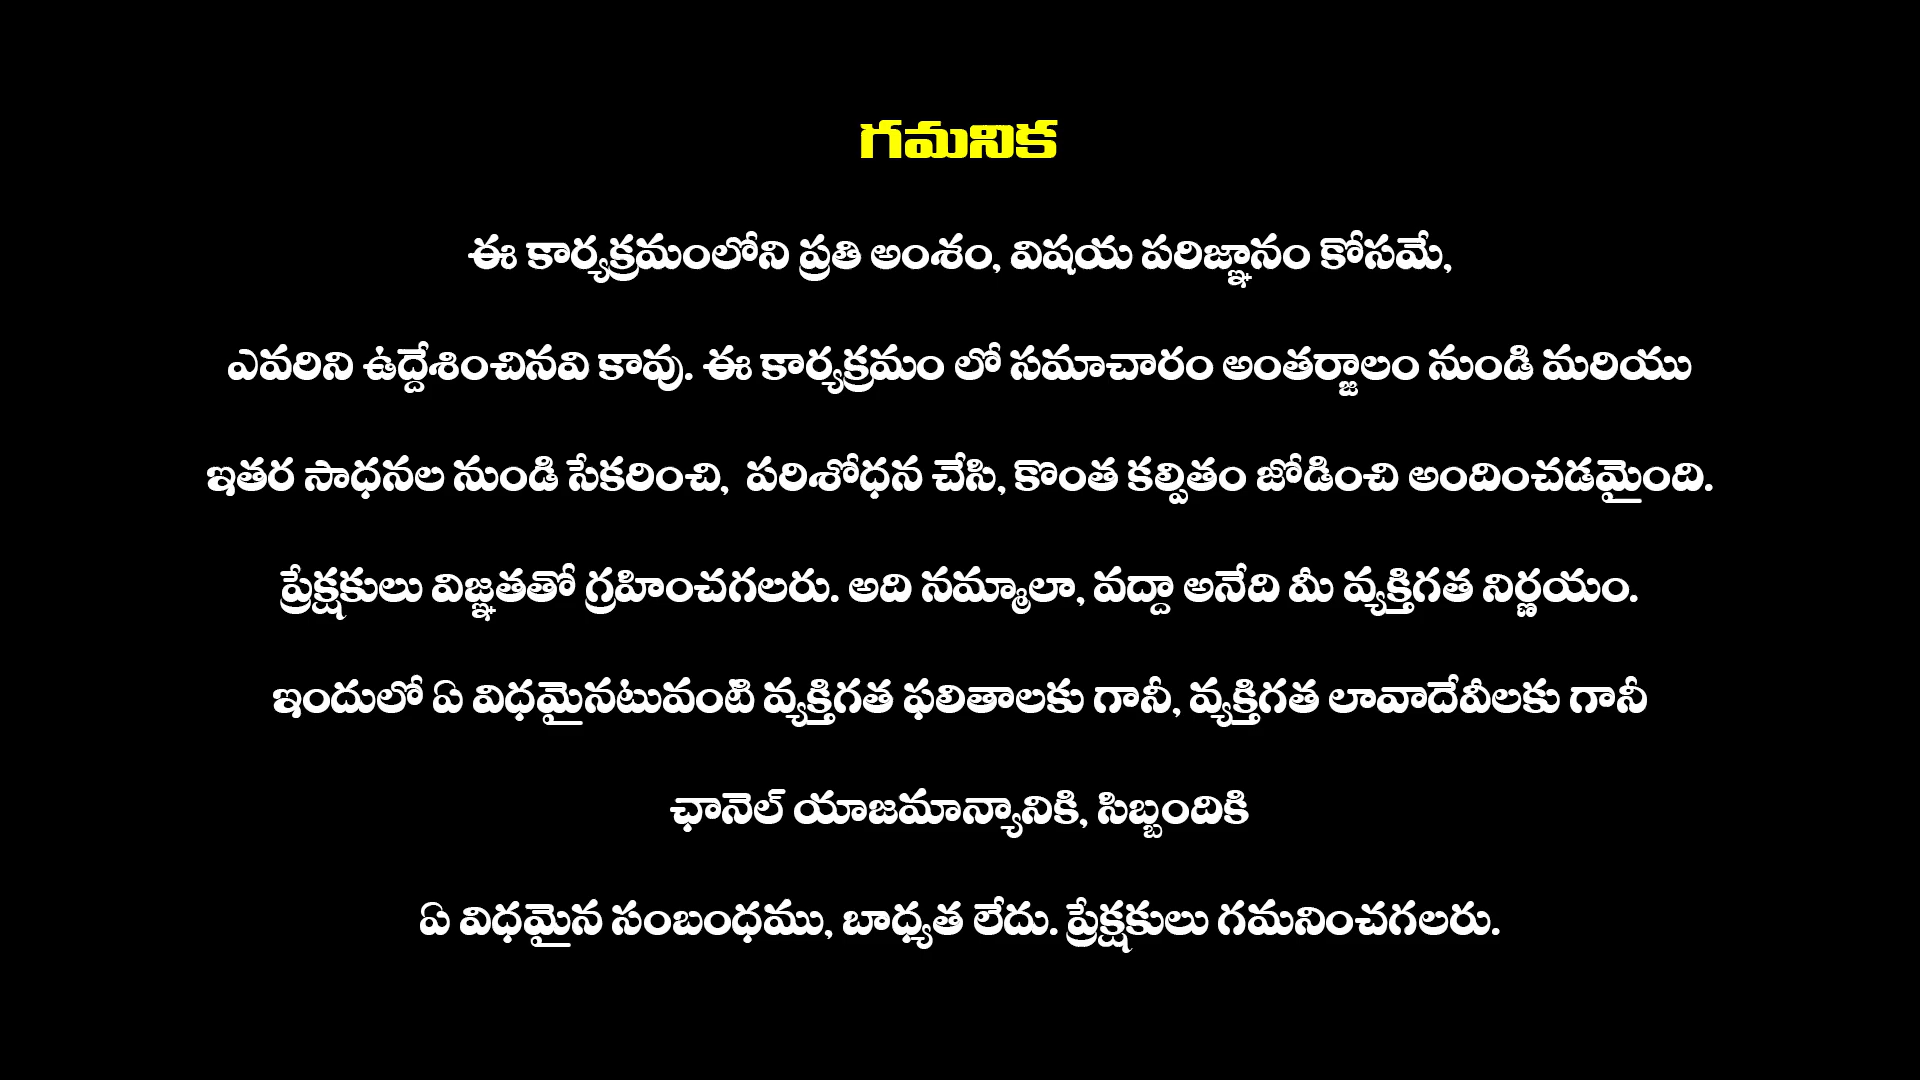 గమనిక
ఈ కార్యక్రమంలోని ప్రతి అంశం, విషయ పరిజ్ఞానం కోసమే,
ఎవరిని ఉద్దేశించినవి కావు. ఈ కార్యక్రమం లో సమాచారం అంతర్జాలం నుండి మరియు
ఇతర సాధనల నుండి సేకరించి, పరిశోధన చేసి, కొంత కల్పితం జోడించి అందించడమైంది.
ప్రేక్షకులు విజ్ఞతతో గ్రహించగలరు. అది నమ్మాలా, వద్దా అనేది మీ వ్యక్తిగత నిర్ణయం.
ఇందులో ఏ విధమైనటువంటి వ్యక్తిగత ఫలితాలకు గానీ, వ్యక్తిగత లావాదేవీలకు గానీ
ఛానెల్ యాజమాన్యానికి, సిబ్బందికి
ఏ విధమైన సంబంధము, బాధ్యత లేదు. ప్రేక్షకులు గమనించగలరు.